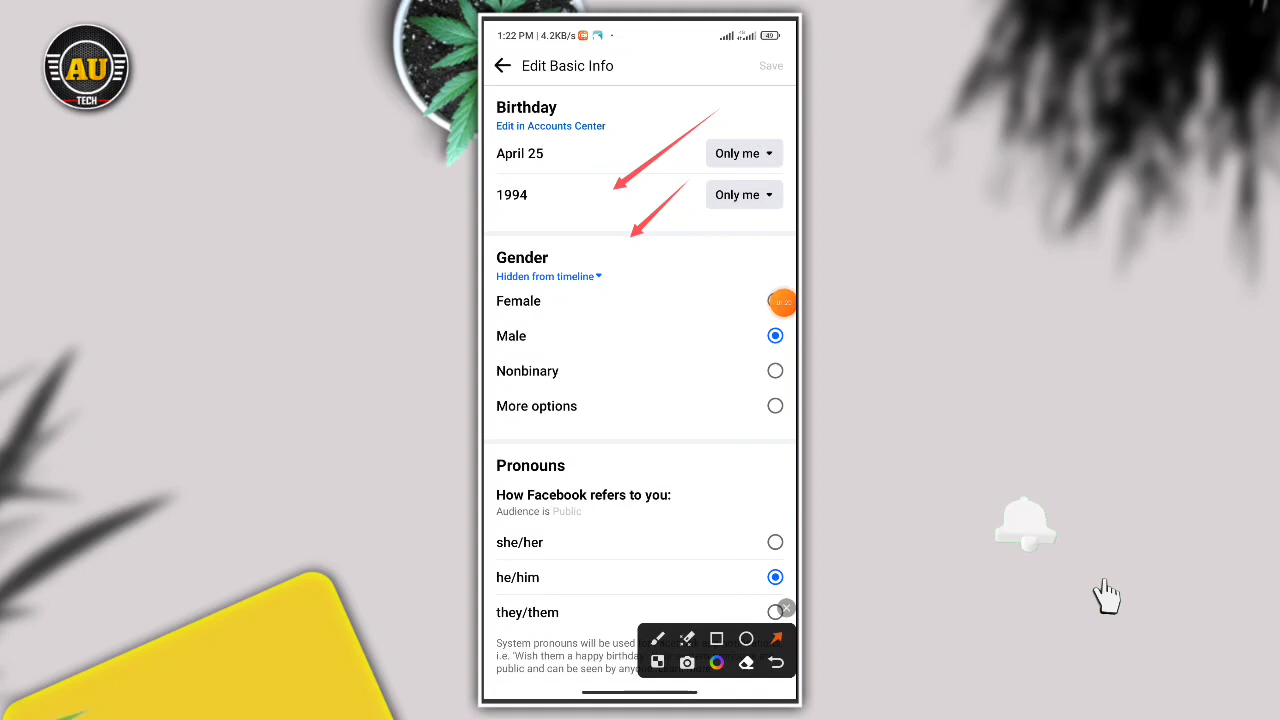 AU
TECH
1:22 PM | 4.2KB/s
49
Edit Basic Info
Save
Birthday
Edit in Accounts Center
April 25
Only me
1994
Only me
Gender
Hidden from timeline
Female
Male
Nonbinary
More options
Pronouns
How Facebook refers to you:
Audience is Public
she/her
he/him
they/them
System pronouns will be used
i.e. 'Wish them a happy birthda
public and can be seen by any